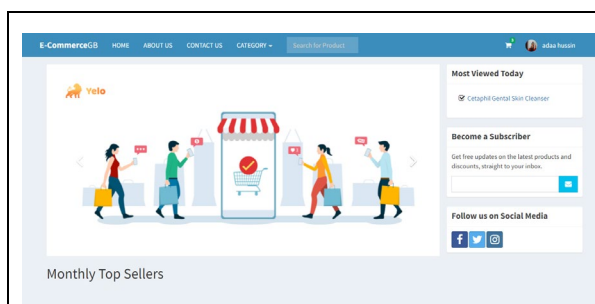 E-CommerceGB HOME ABOUT US CONTACT US CATEGORY Search for Product adaa hussin
Yelo
Most Viewed Today
Cetaphil Gental Skin Cleanser
Become a Subscriber
Get free updates on the latest products and
discounts, straight to your inbox.
Follow us on Social Media
Monthly Top Sellers